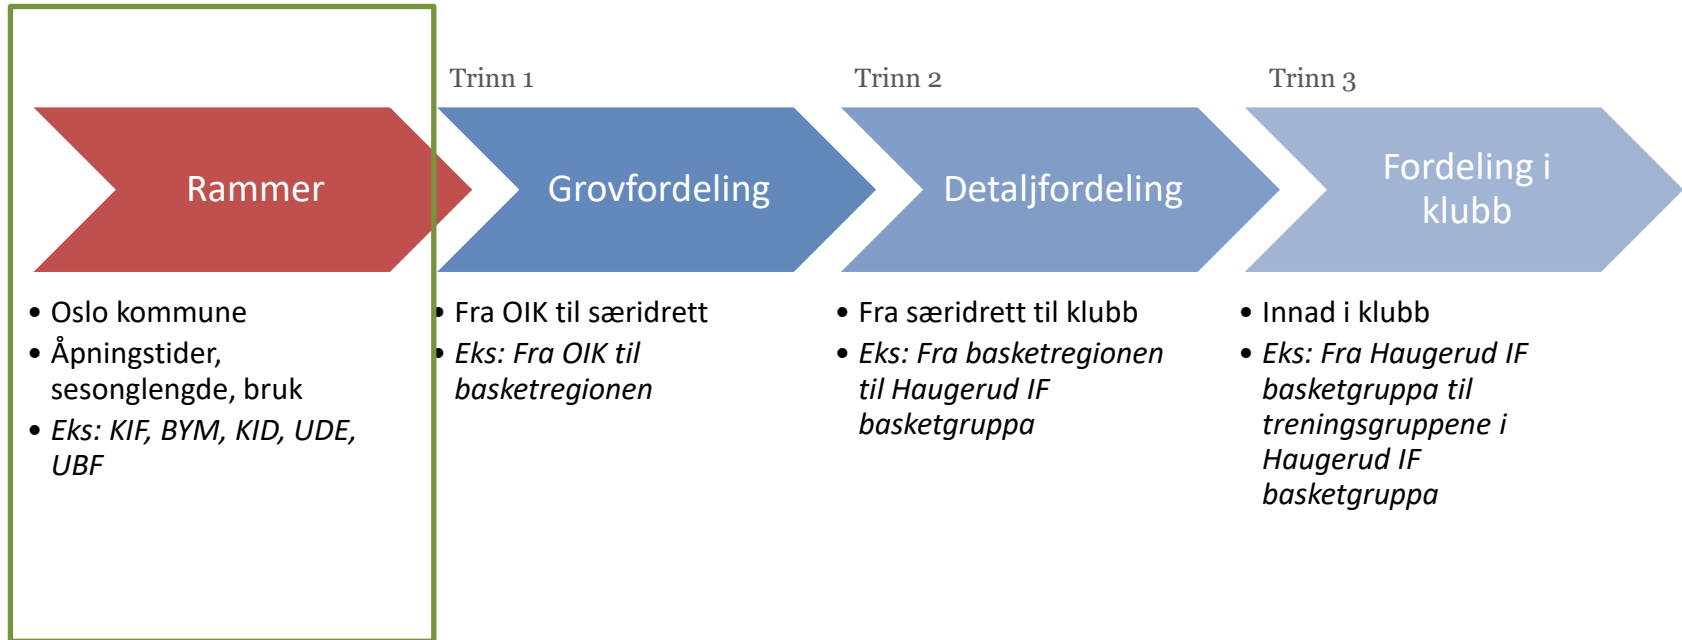 Trinn 1
Trinn 2
Trinn 3
Rammer
Grovfordeling
Detaljfordeling
Fordeling i
klubb
• Oslo kommune
• Åpningstider,
sesonglengde, bruk
• Eks: KIF, BYM, KID, UDE,
UBF
• Fra OIK til særidrett
• Eks: Fra OIK til
basketregionen
• Fra særidrett til klubb
• Eks: Fra basketregionen
til Haugerud IF
basketgruppa
• Innad i klubb
• Eks: Fra Haugerud IF
basketgruppa til
treningsgruppene i
Haugerud IF
basketgruppa